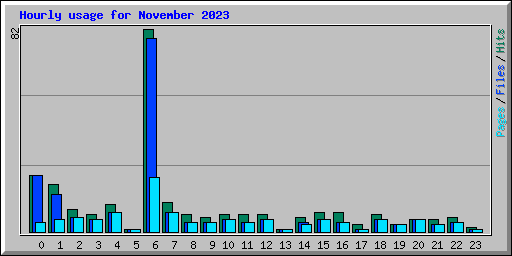 Hourly usage for November 2023
82
Pages/Files/Hits
0 1 2 3 4 5 6 7 8 9 10 11 12 13 14 15 16 17 18 19 20 21 22 23